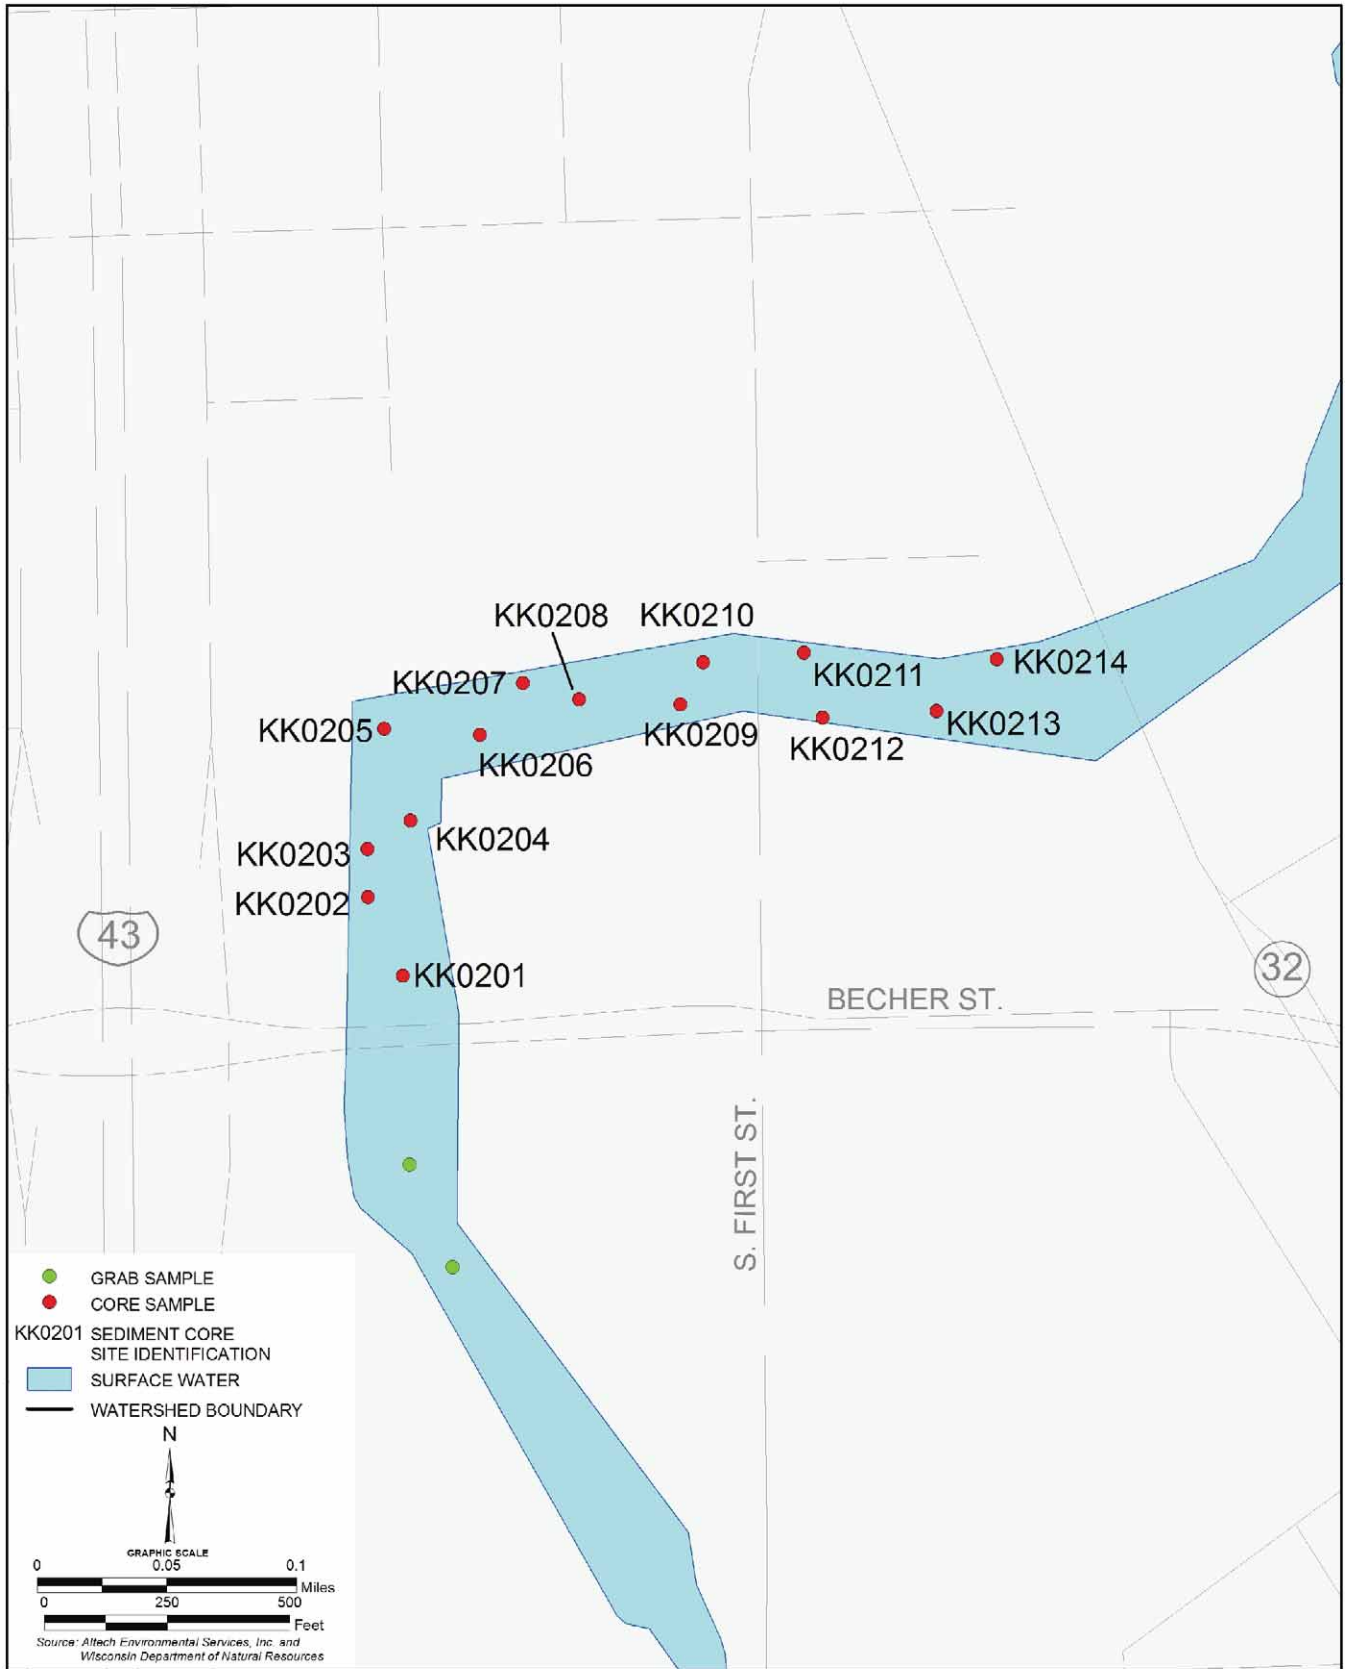 KK0208
KK0210
KK0207
KK0211
KK0214
KK0205
KK0206
KK0209
KK0212
KK0213
KK0203
KK0204
KK0202
43
KK0201
32
BECHER ST.
S. FIRST ST.
GRAB SAMPLE
CORE SAMPLE
KK0201 SEDIMENT CORE
SITE IDENTIFICATION
SURFACE WATER
WATERSHED BOUNDARY
N
GRAPHIC SCALE
0 0.05 0.1
Miles
0 250 500
Feet
Source: Altech Environmental Services, Inc. and
Wisconsin Department of Natural Resources